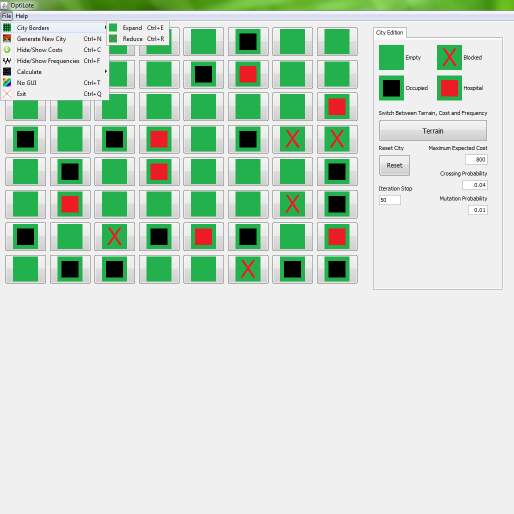 OptiLote
File Help
City Borders
Generate New City Ctrl+N
Hide/Show Costs Ctrl+C
Hide/Show Frequencies Ctrl+F
Calculate
No GUI Ctrl+T
Exit Ctrl+Q
Expand Ctrl+E
Reduce Ctrl+R
City Edition
Empty
Blocked
Occupied
Hospital
Switch Between Terrain, Cost and Frequency
Terrain
Reset City
Maximum Expected Cost
Reset
800
Crossing Probability
0.04
Iteration Stop
Mutation Probability
50
0.01